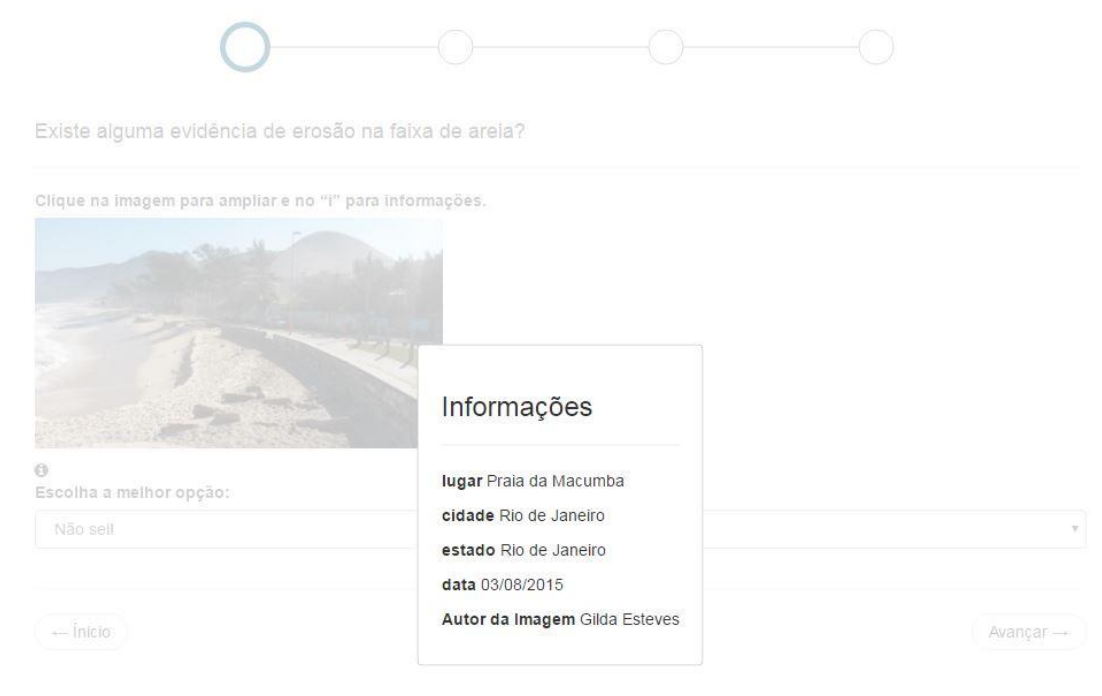 Existe alguma evidência de erosão na faixa de areia?
Clique na imagem para ampliar e no “i” para informações.
Informações
lugar Praia da Macumba
cidade Rio de Janeiro
estado Rio de Janeiro
data 03/08/2015
Autor da Imagem Gilda Esteves
Escolha a melhor opção:
Não sei!
← Ínicio
Avançar →